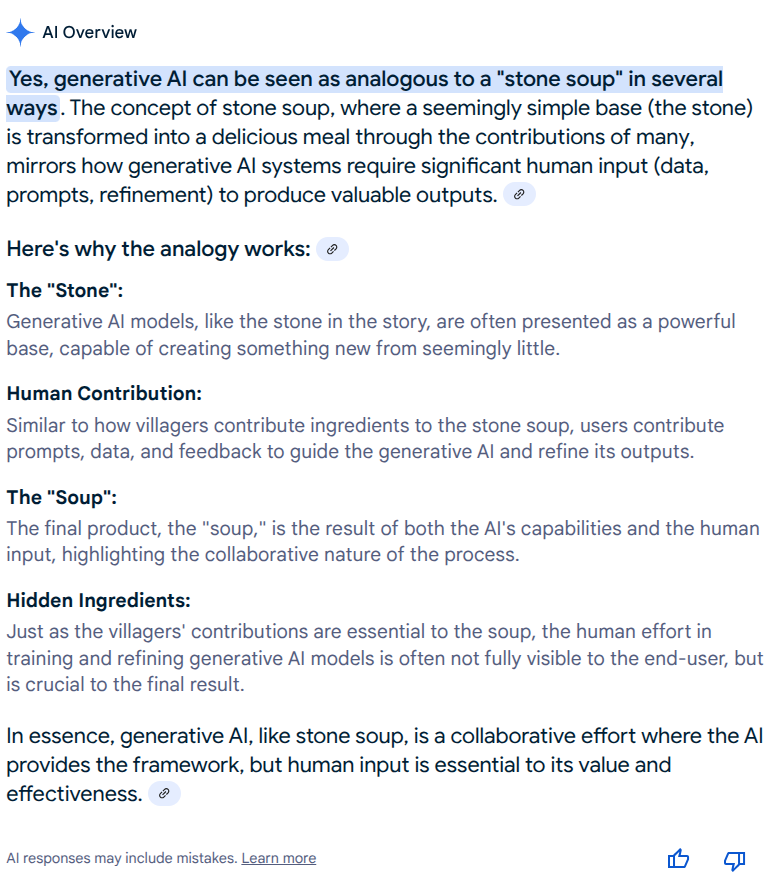 AI Overview
Yes, generative AI can be seen as analogous to a "stone soup" in several
ways. The concept of stone soup, where a seemingly simple base (the stone)
is transformed into a delicious meal through the contributions of many,
mirrors how generative AI systems require significant human input (data,
prompts, refinement) to produce valuable outputs.
Here's why the analogy works:
The "Stone":
Generative AI models, like the stone in the story, are often presented as a powerful
base, capable of creating something new from seemingly little.
Human Contribution:
Similar to how villagers contribute ingredients to the stone soup, users contribute
prompts, data, and feedback to guide the generative AI and refine its outputs.
The "Soup":
The final product, the "soup," is the result of both the AI's capabilities and the human
input, highlighting the collaborative nature of the process.
Hidden Ingredients:
Just as the villagers' contributions are essential to the soup, the human effort in
training and refining generative AI models is often not fully visible to the end-user, but
is crucial to the final result.
In essence, generative AI, like stone soup, is a collaborative effort where the AI
provides the framework, but human input is essential to its value and
effectiveness.
AI responses may include mistakes. Learn more